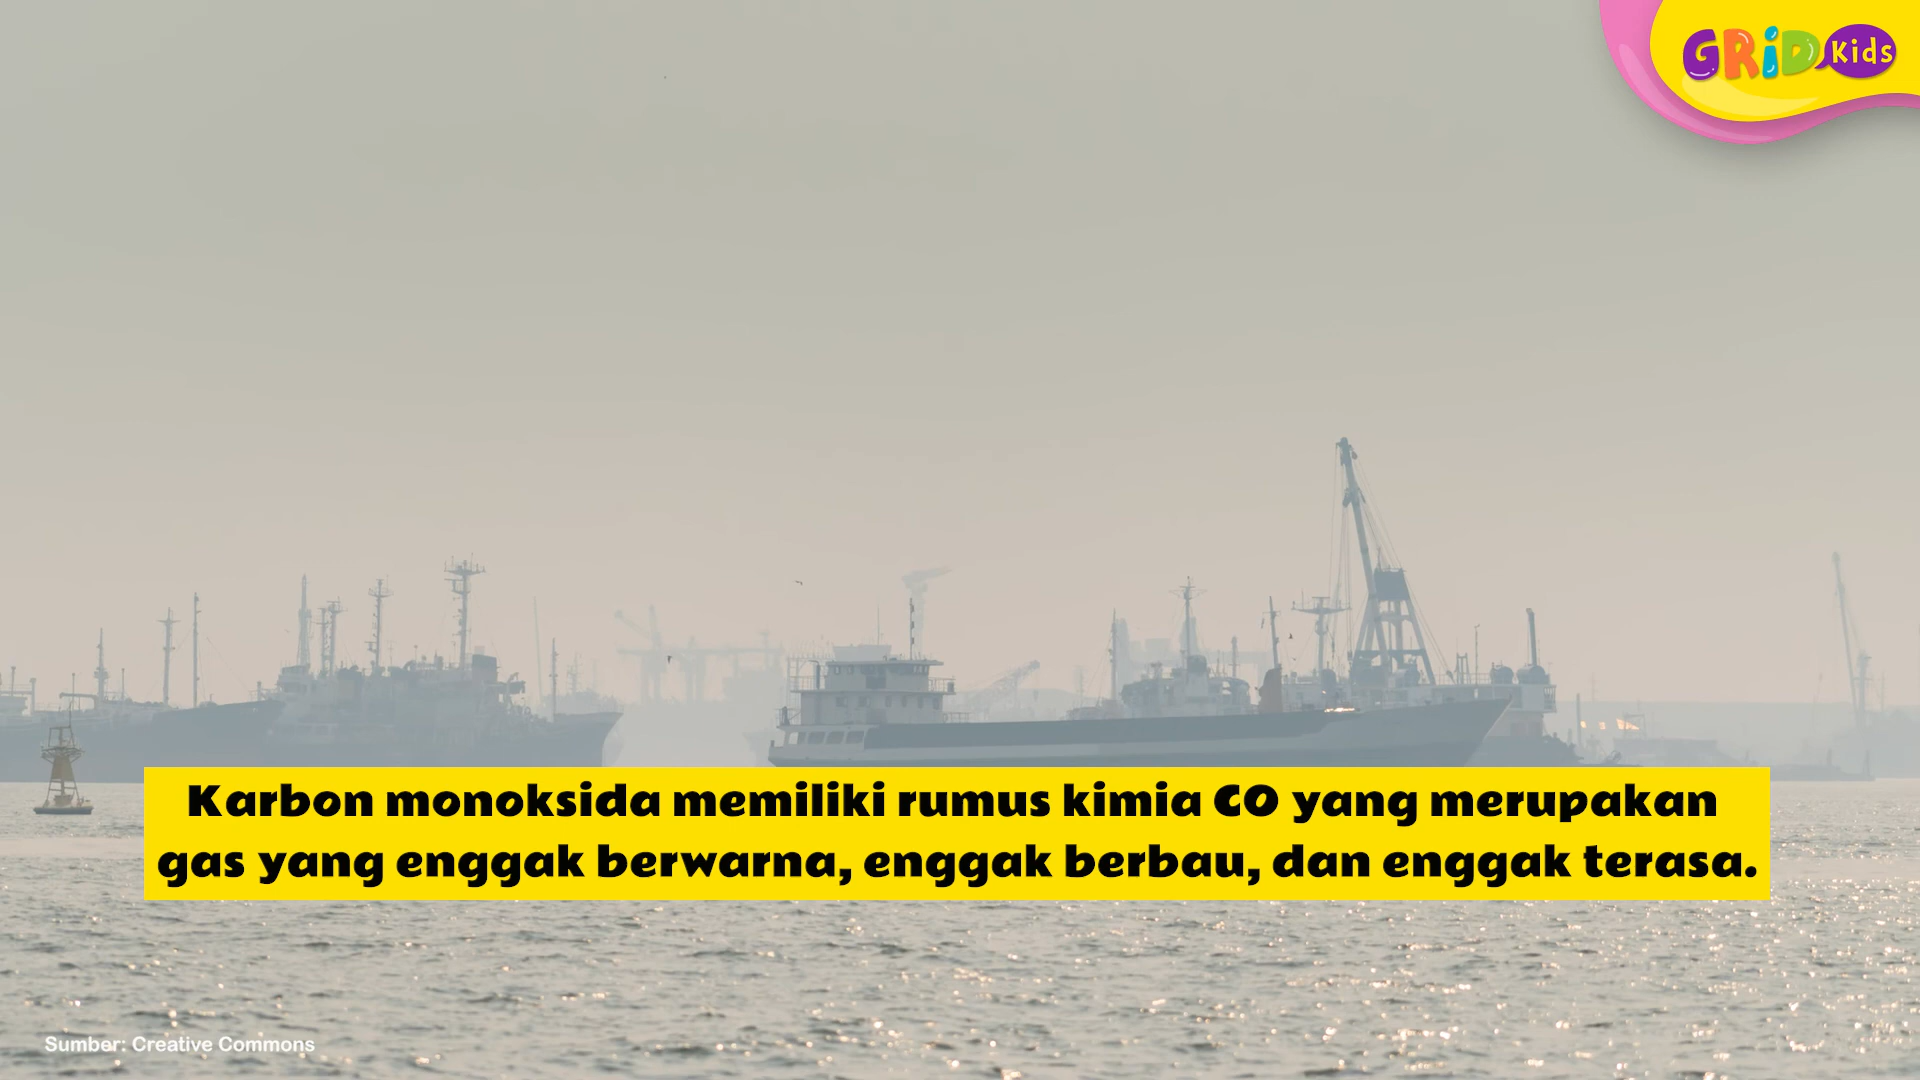 GRiD Kids
Karbon monoksida memiliki rumus kimia CO yang merupakan
gas yang enggak berwarna, enggak berbau, dan enggak terasa.
Sumber: Creative Commons